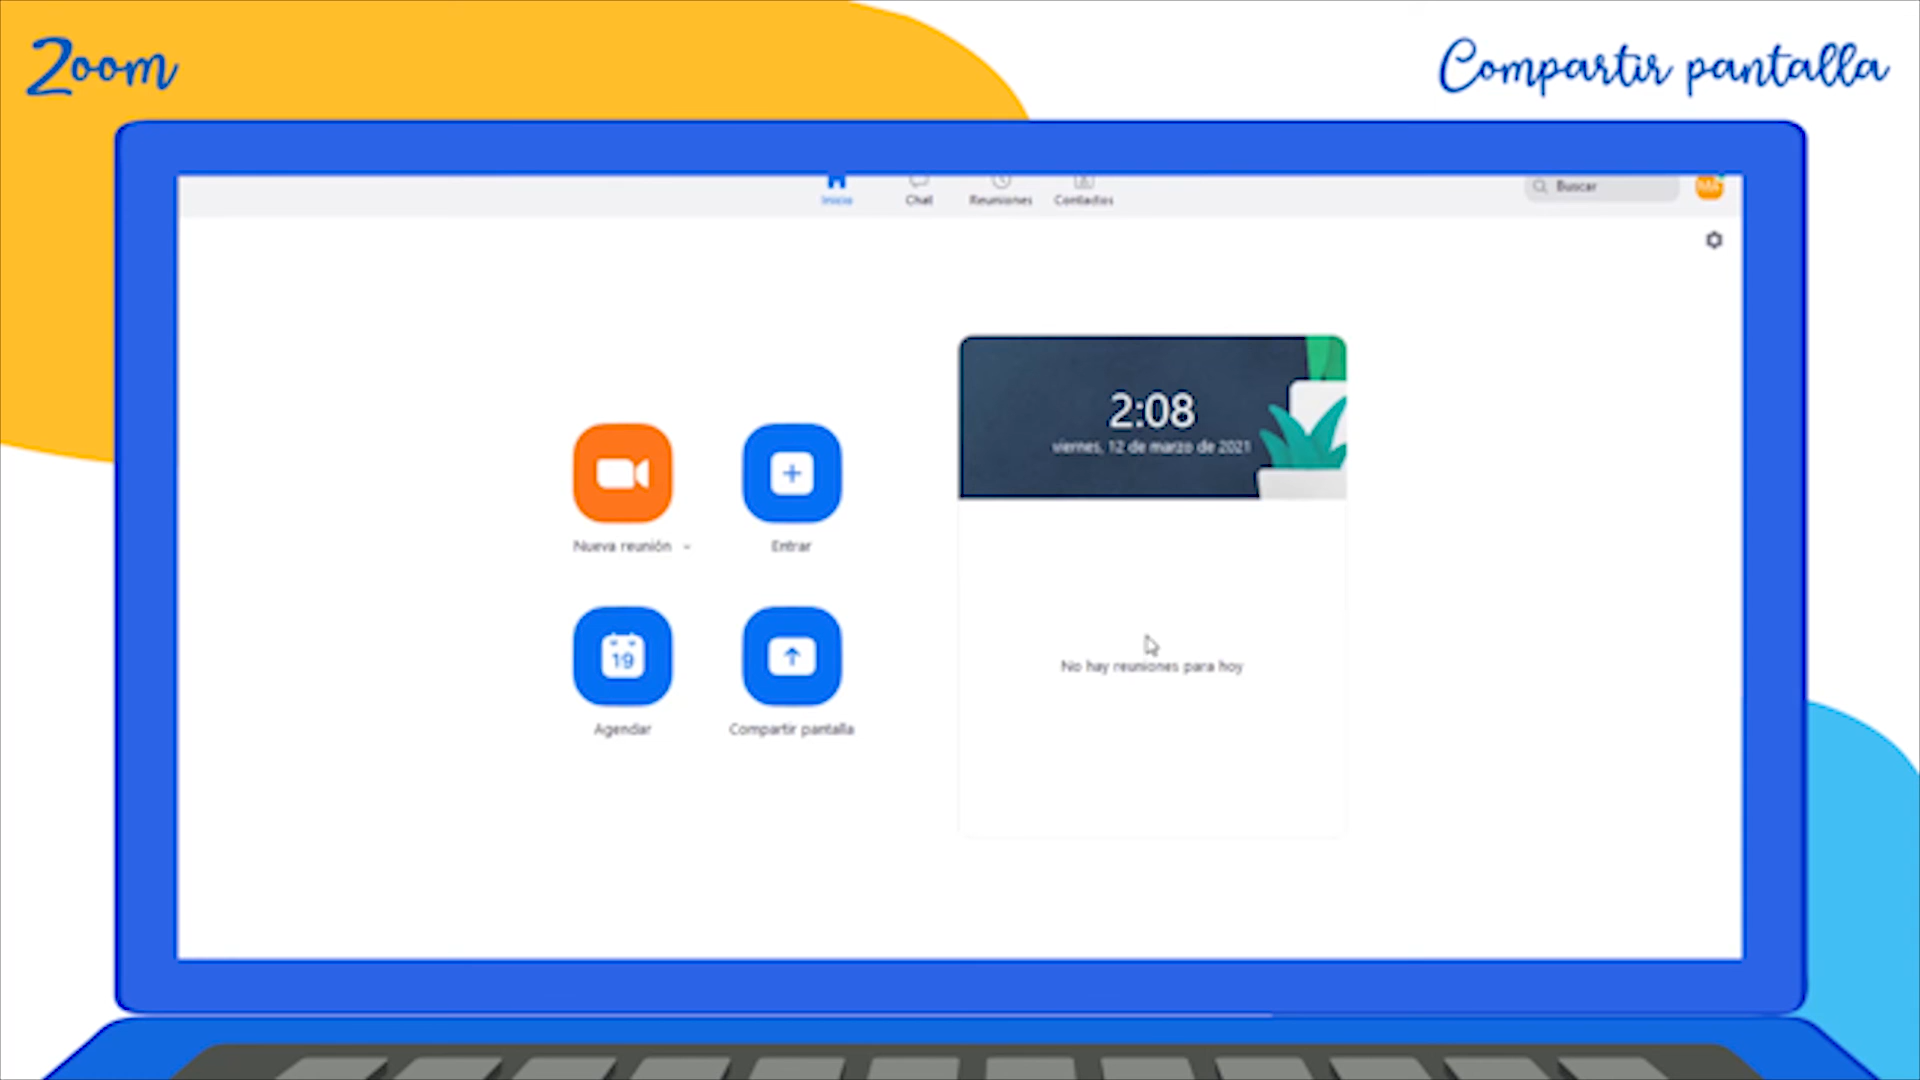 Zoom
Compartir pantalla
Inicio
Chat
Reuniones
Contactos
Buscar
MA
2:08
viernes, 12 de marzo de 2021
Nueva reunión
Entrar
19
Agendar
Compartir pantalla
No hay reuniones para hoy